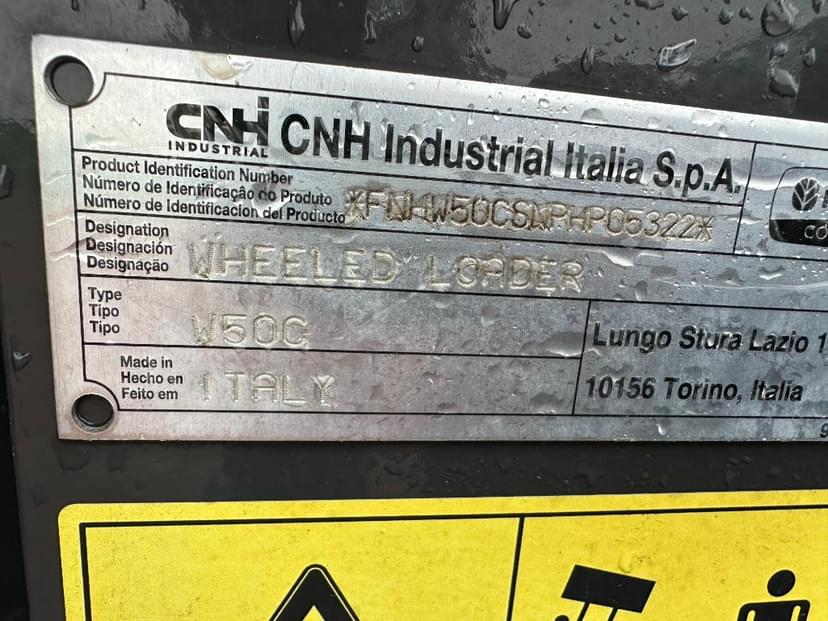 CNH INDUSTRIAL CNH Industrial Italia S.p.A.
Product Identification Number
Número de Identificação do Produto
Número de Identificacion del Producto *FNHW50CSNPHP05322*
Designation
Designación
Designação WHEELED LOADER
Type
Tipo
Tipo W50C
Lungo Stura Lazio 1
Made in
Hecho en
Feito em ITALY
10156 Torino, Italia